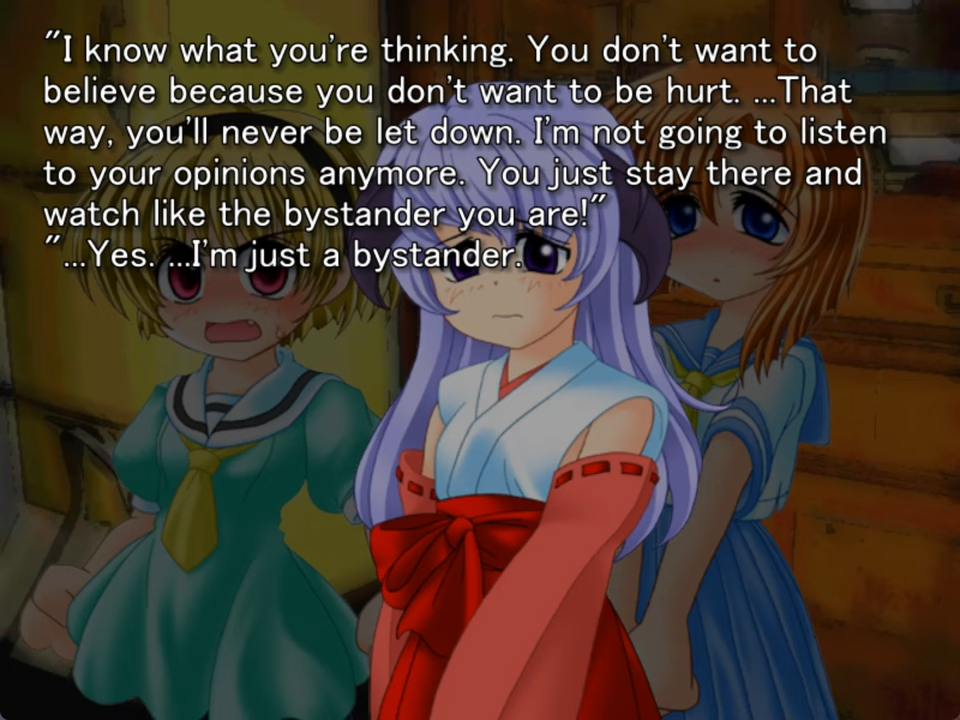 "I know what you're thinking. You don't want to
believe because you don't want to be hurt. ...That
way, you'll never be let down. I'm not going to listen
to your opinions anymore. You just stay there and
watch like the bystander you are!"
"...Yes. ...I'm just a bystander.